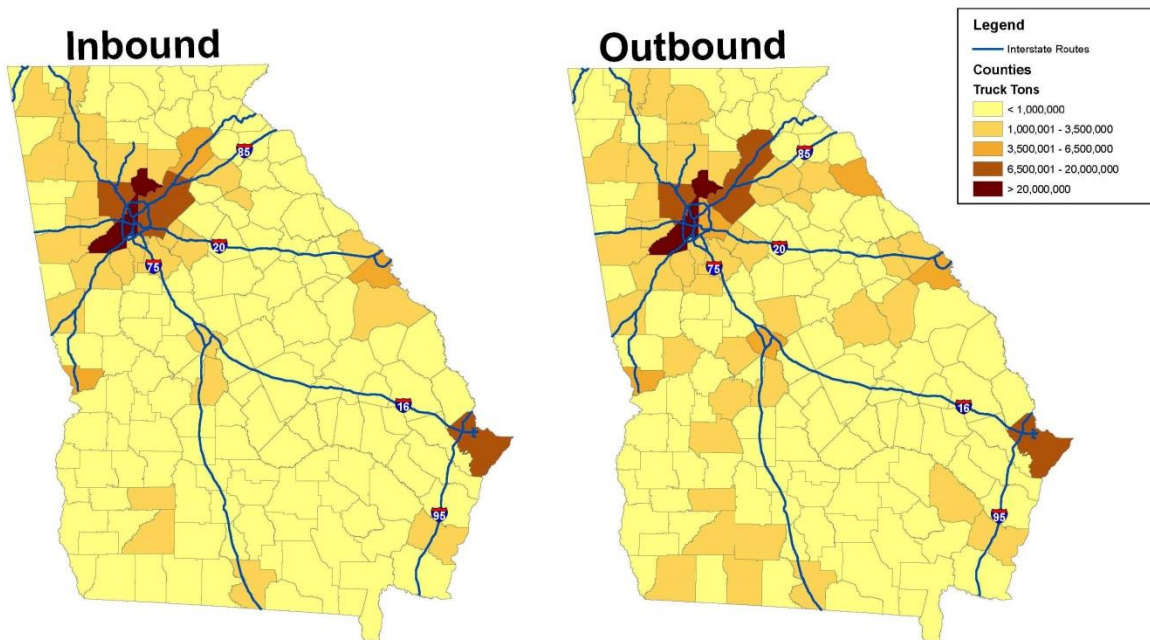 Inbound
85
20
75
16
95
Outbound
85
20
75
16
95
Legend
Interstate Routes
Counties
Truck Tons
< 1,000,000
1,000,001 - 3,500,000
3,500,001 - 6,500,000
6,500,001 - 20,000,000
> 20,000,000